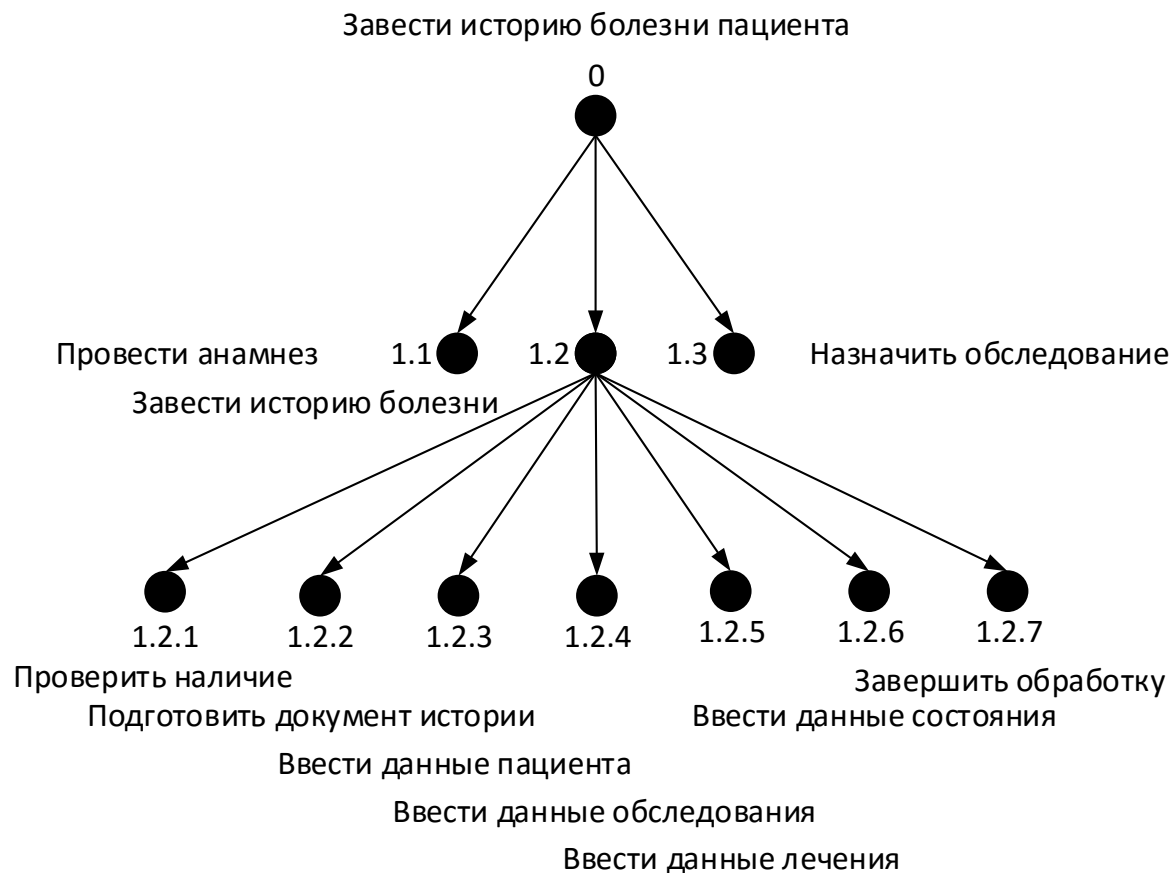 Завести историю болезни пациента
0
Провести анамнез 1.1 1.2 1.3 Назначить обследование
Завести историю болезни
1.2.1 1.2.2 1.2.3 1.2.4 1.2.5 1.2.6 1.2.7
Проверить наличие Завершить обработку
Подготовить документ истории Ввести данные состояния
Ввести данные пациента
Ввести данные обследования
Ввести данные лечения